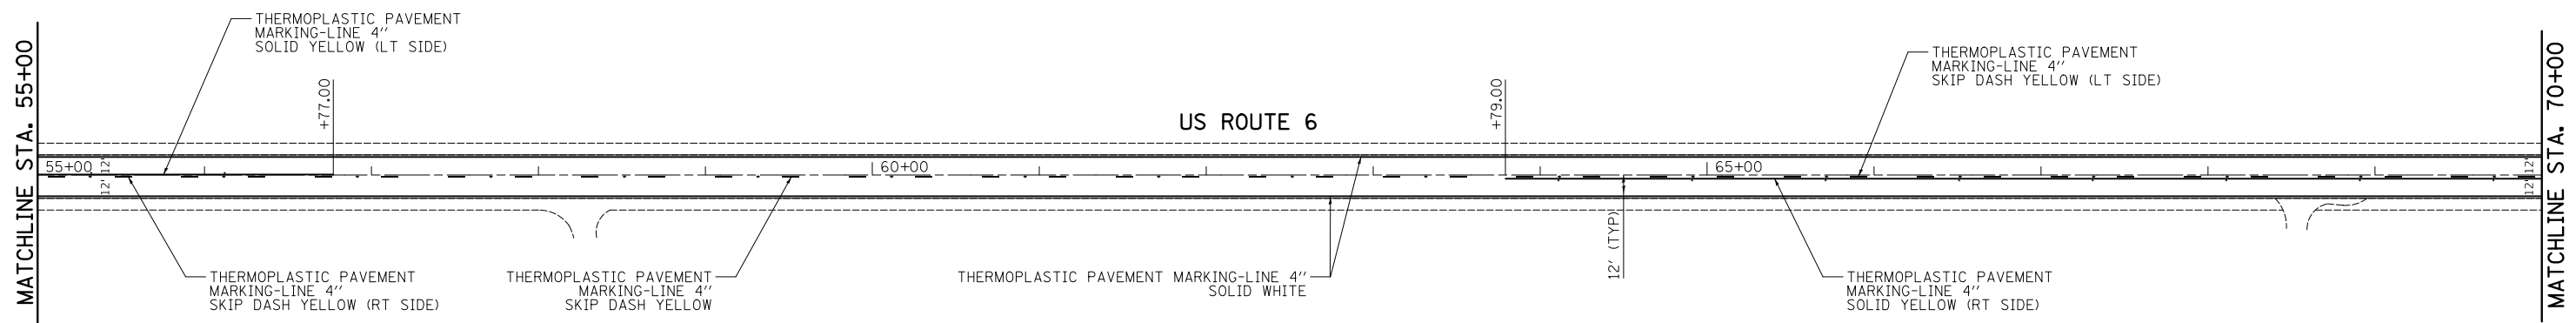 MATCHLINE STA. 55+00
THERMOPLASTIC PAVEMENT
MARKING-LINE 4"
SOLID YELLOW (LT SIDE)
+77.00
US ROUTE 6
+79.00
THERMOPLASTIC PAVEMENT
MARKING-LINE 4"
SKIP DASH YELLOW (LT SIDE)
MATCHLINE STA. 70+00
55+00
12'
12'
60+00
65+00
12'
12'
THERMOPLASTIC PAVEMENT
MARKING-LINE 4"
SKIP DASH YELLOW (RT SIDE)
THERMOPLASTIC PAVEMENT
MARKING-LINE 4"
SKIP DASH YELLOW
THERMOPLASTIC PAVEMENT MARKING-LINE 4"
SOLID WHITE
12' (TYP)
THERMOPLASTIC PAVEMENT
MARKING-LINE 4"
SOLID YELLOW (RT SIDE)